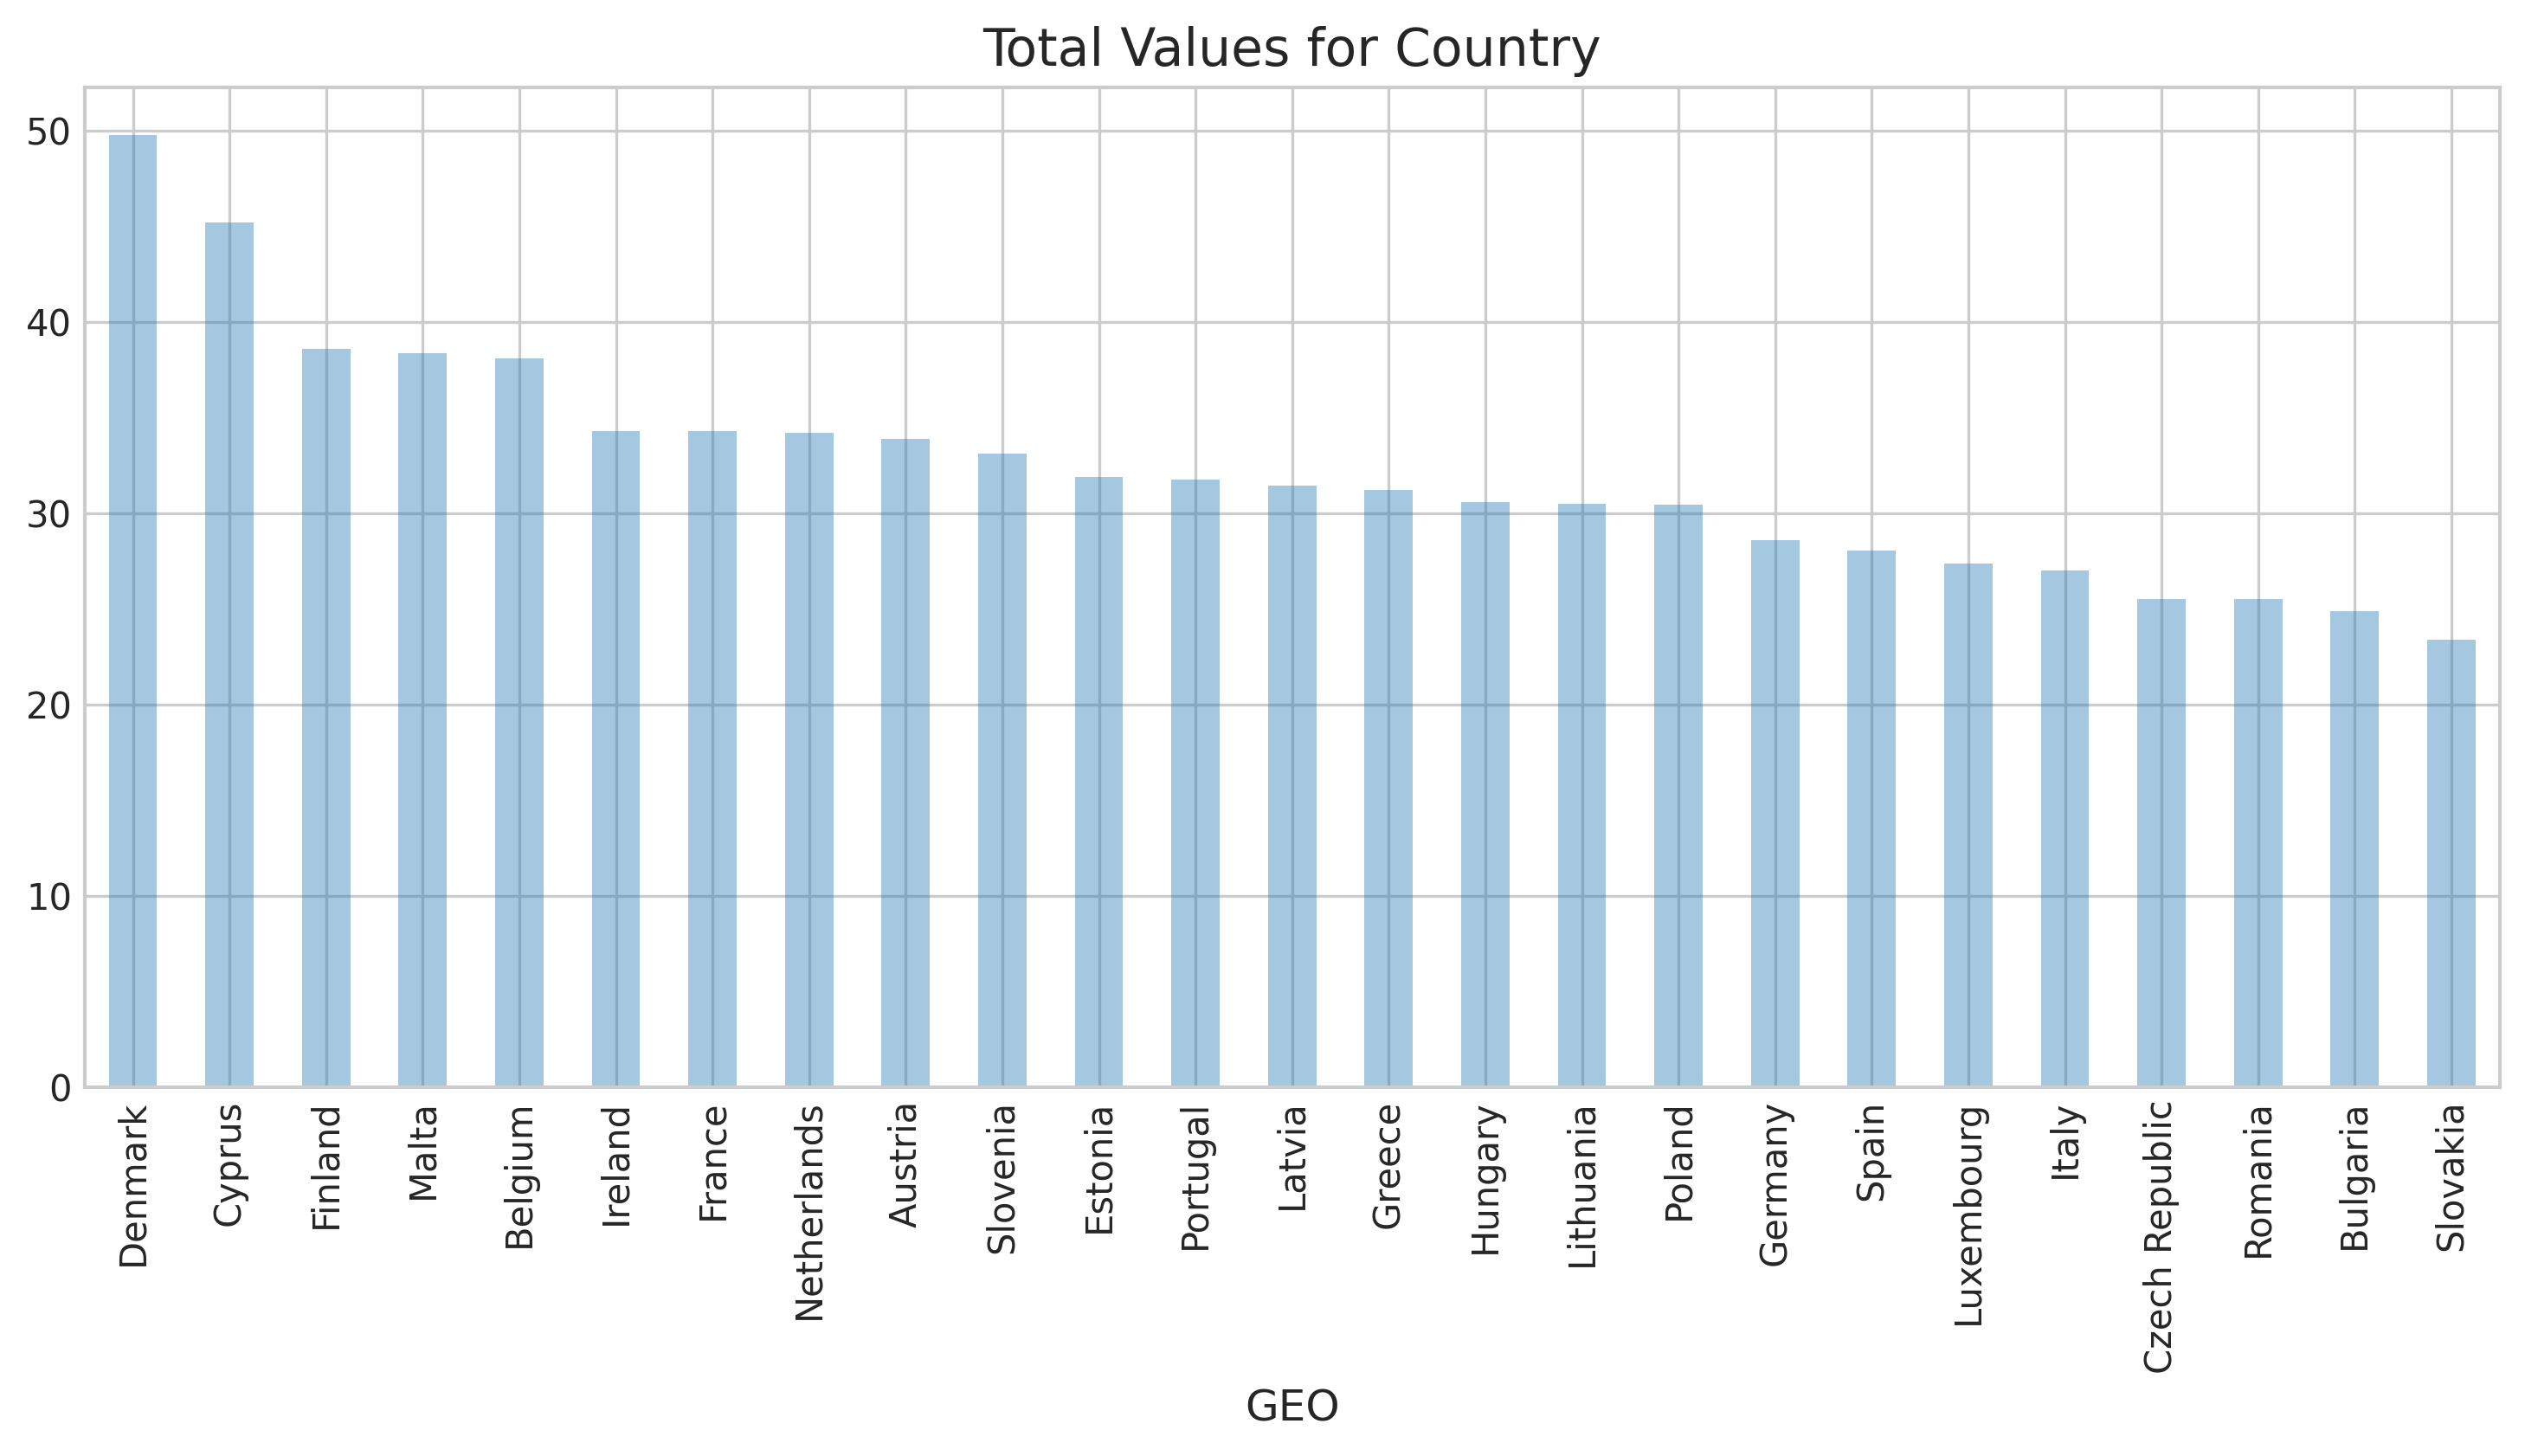 Total Values for Country
50
40
30
20
10
0
Denmark
Cyprus
Finland
Malta
Belgium
Ireland
France
Netherlands
Austria
Slovenia
Estonia
Portugal
Latvia
Greece
Hungary
Lithuania
Poland
Germany
Spain
Luxembourg
Italy
Czech Republic
Romania
Bulgaria
Slovakia
GEO